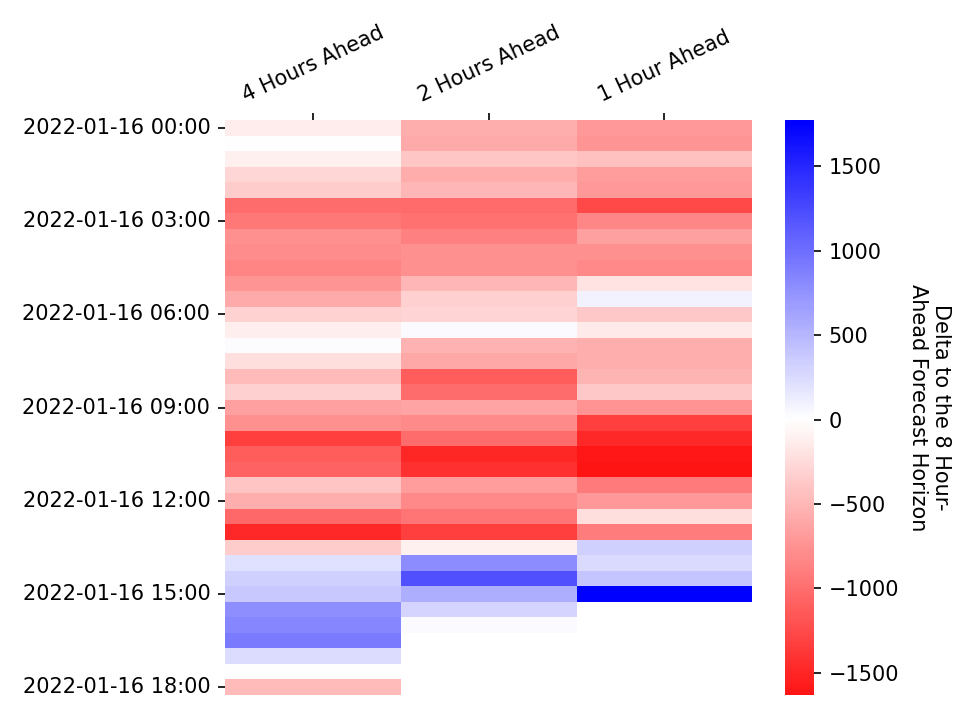 4 Hours Ahead
2 Hours Ahead
1 Hour Ahead
2022-01-16 00:00
2022-01-16 03:00
2022-01-16 06:00
2022-01-16 09:00
2022-01-16 12:00
2022-01-16 15:00
2022-01-16 18:00
1500
1000
500
0
−500
−1000
−1500
Delta to the 8 Hour-
Ahead Forecast Horizon